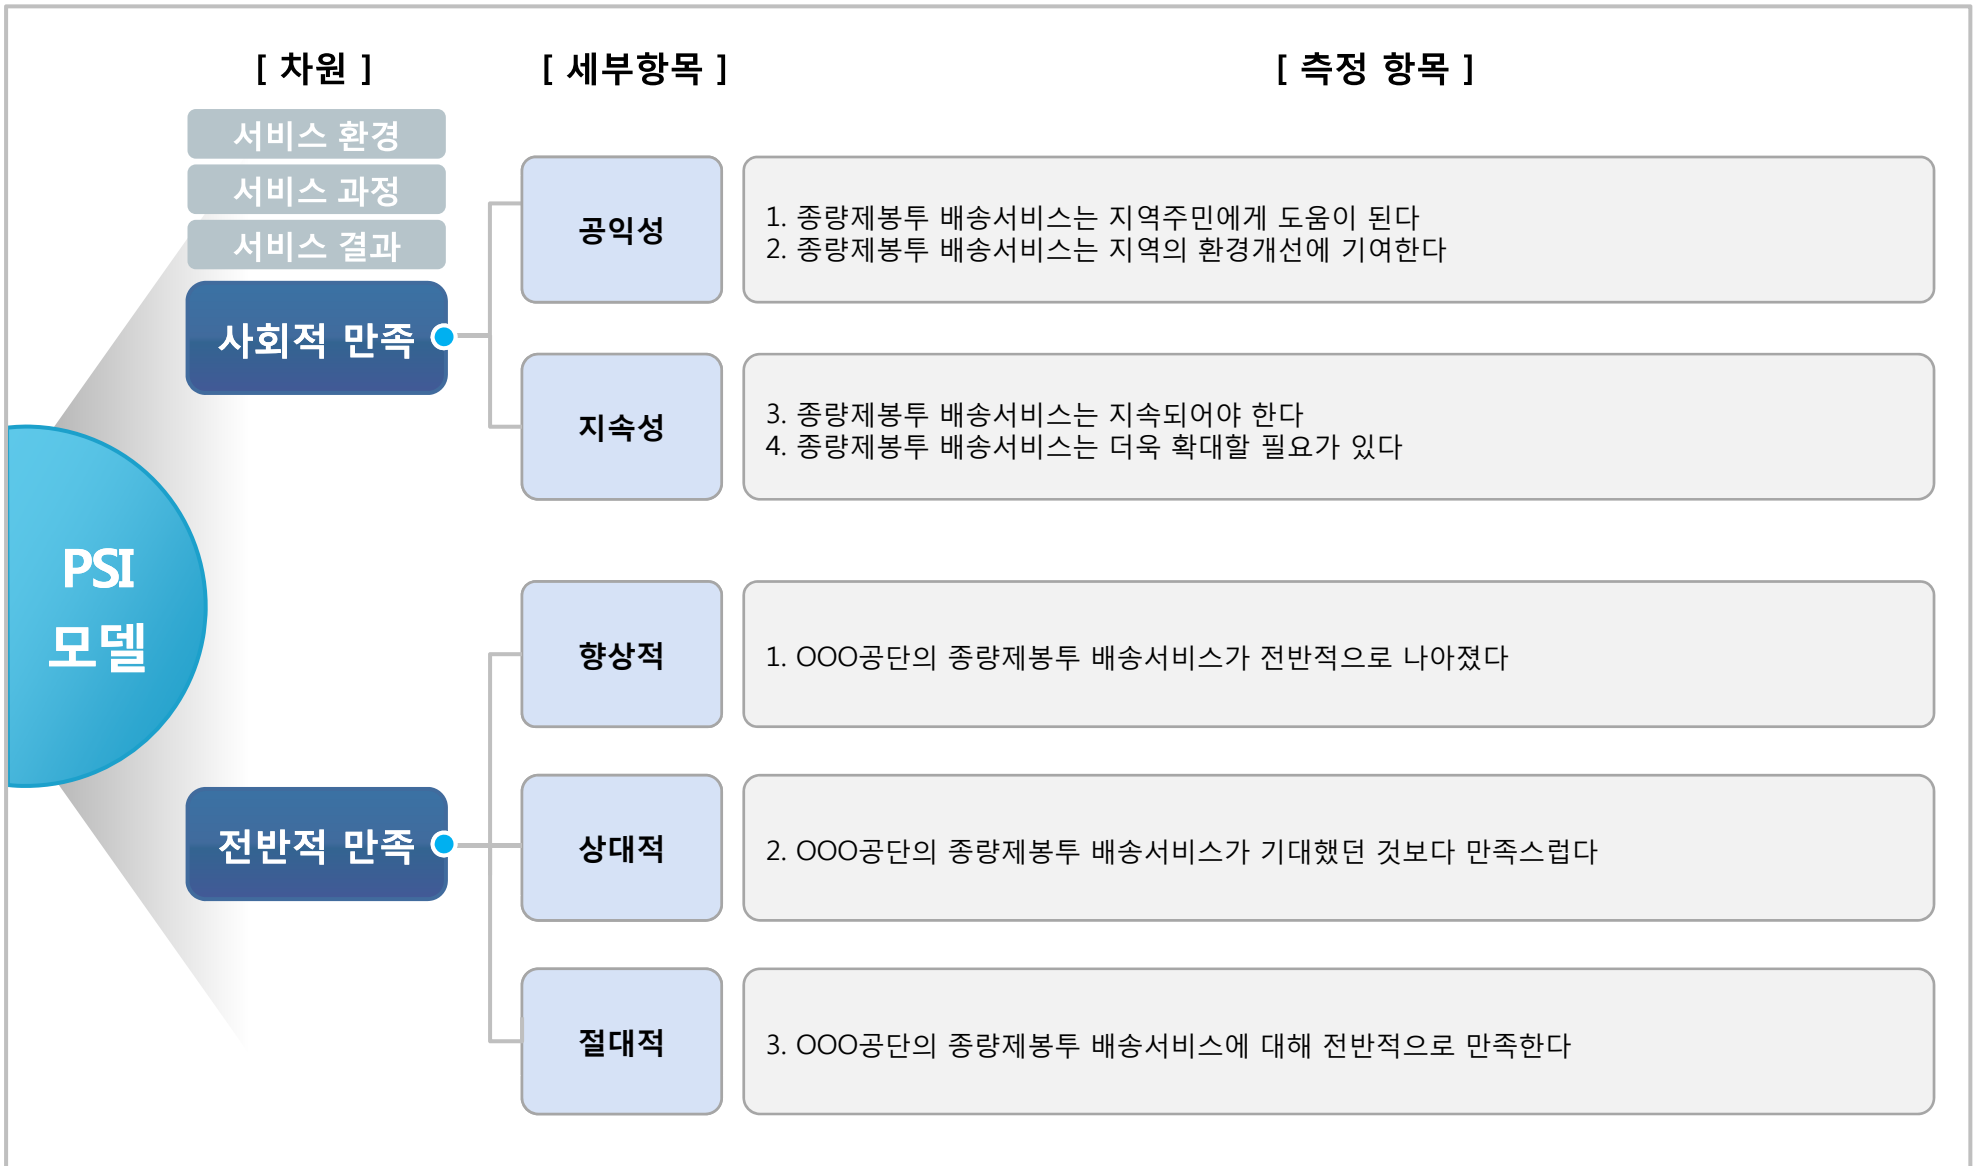 [ 차원 ]
[ 세부항목 ]
[ 측정 항목 ]
서비스 환경
서비스 과정
서비스 결과
사회적 만족
공익성
1. 종량제봉투 배송서비스는 지역주민에게 도움이 된다
2. 종량제봉투 배송서비스는 지역의 환경개선에 기여한다
지속성
3. 종량제봉투 배송서비스는 지속되어야 한다
4. 종량제봉투 배송서비스는 더욱 확대할 필요가 있다
PSI
모델
전반적 만족
향상적
1. OOO공단의 종량제봉투 배송서비스가 전반적으로 나아졌다
상대적
2. OOO공단의 종량제봉투 배송서비스가 기대했던 것보다 만족스럽다
절대적
3. OOO공단의 종량제봉투 배송서비스에 대해 전반적으로 만족한다